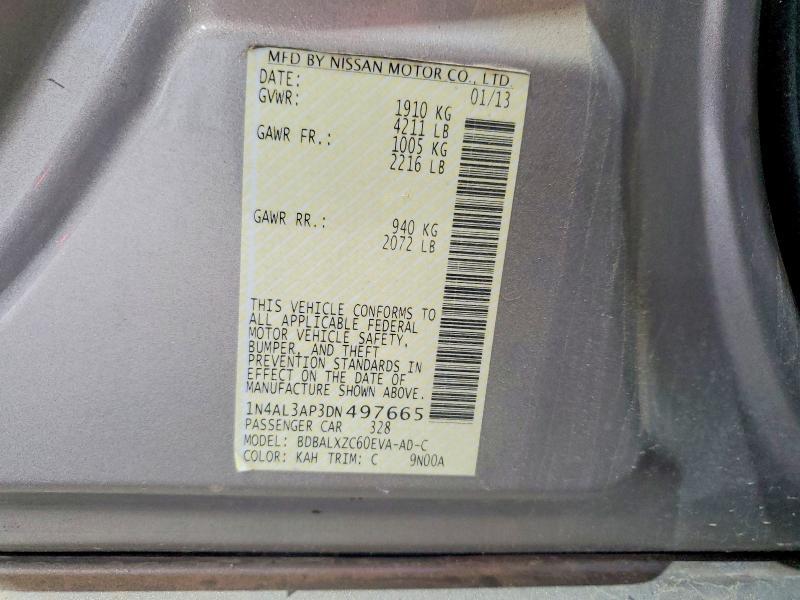 MFD BY NISSAN MOTOR CO., LTD.
DATE: 01/13
GVWR: 1910 KG
4211 LB
GAWR FR.: 1005 KG
2216 LB
GAWR RR.: 940 KG
2072 LB
THIS VEHICLE CONFORMS TO
ALL APPLICABLE FEDERAL
MOTOR VEHICLE SAFETY,
BUMPER, AND THEFT
PREVENTION STANDARDS IN
EFFECT ON THE DATE OF
MANUFACTURE SHOWN ABOVE.
1N4AL3AP3DN497665
PASSENGER CAR 328
MODEL: BDBALXZC60EVA-AD-C
COLOR: KAH TRIM: C 9N00A